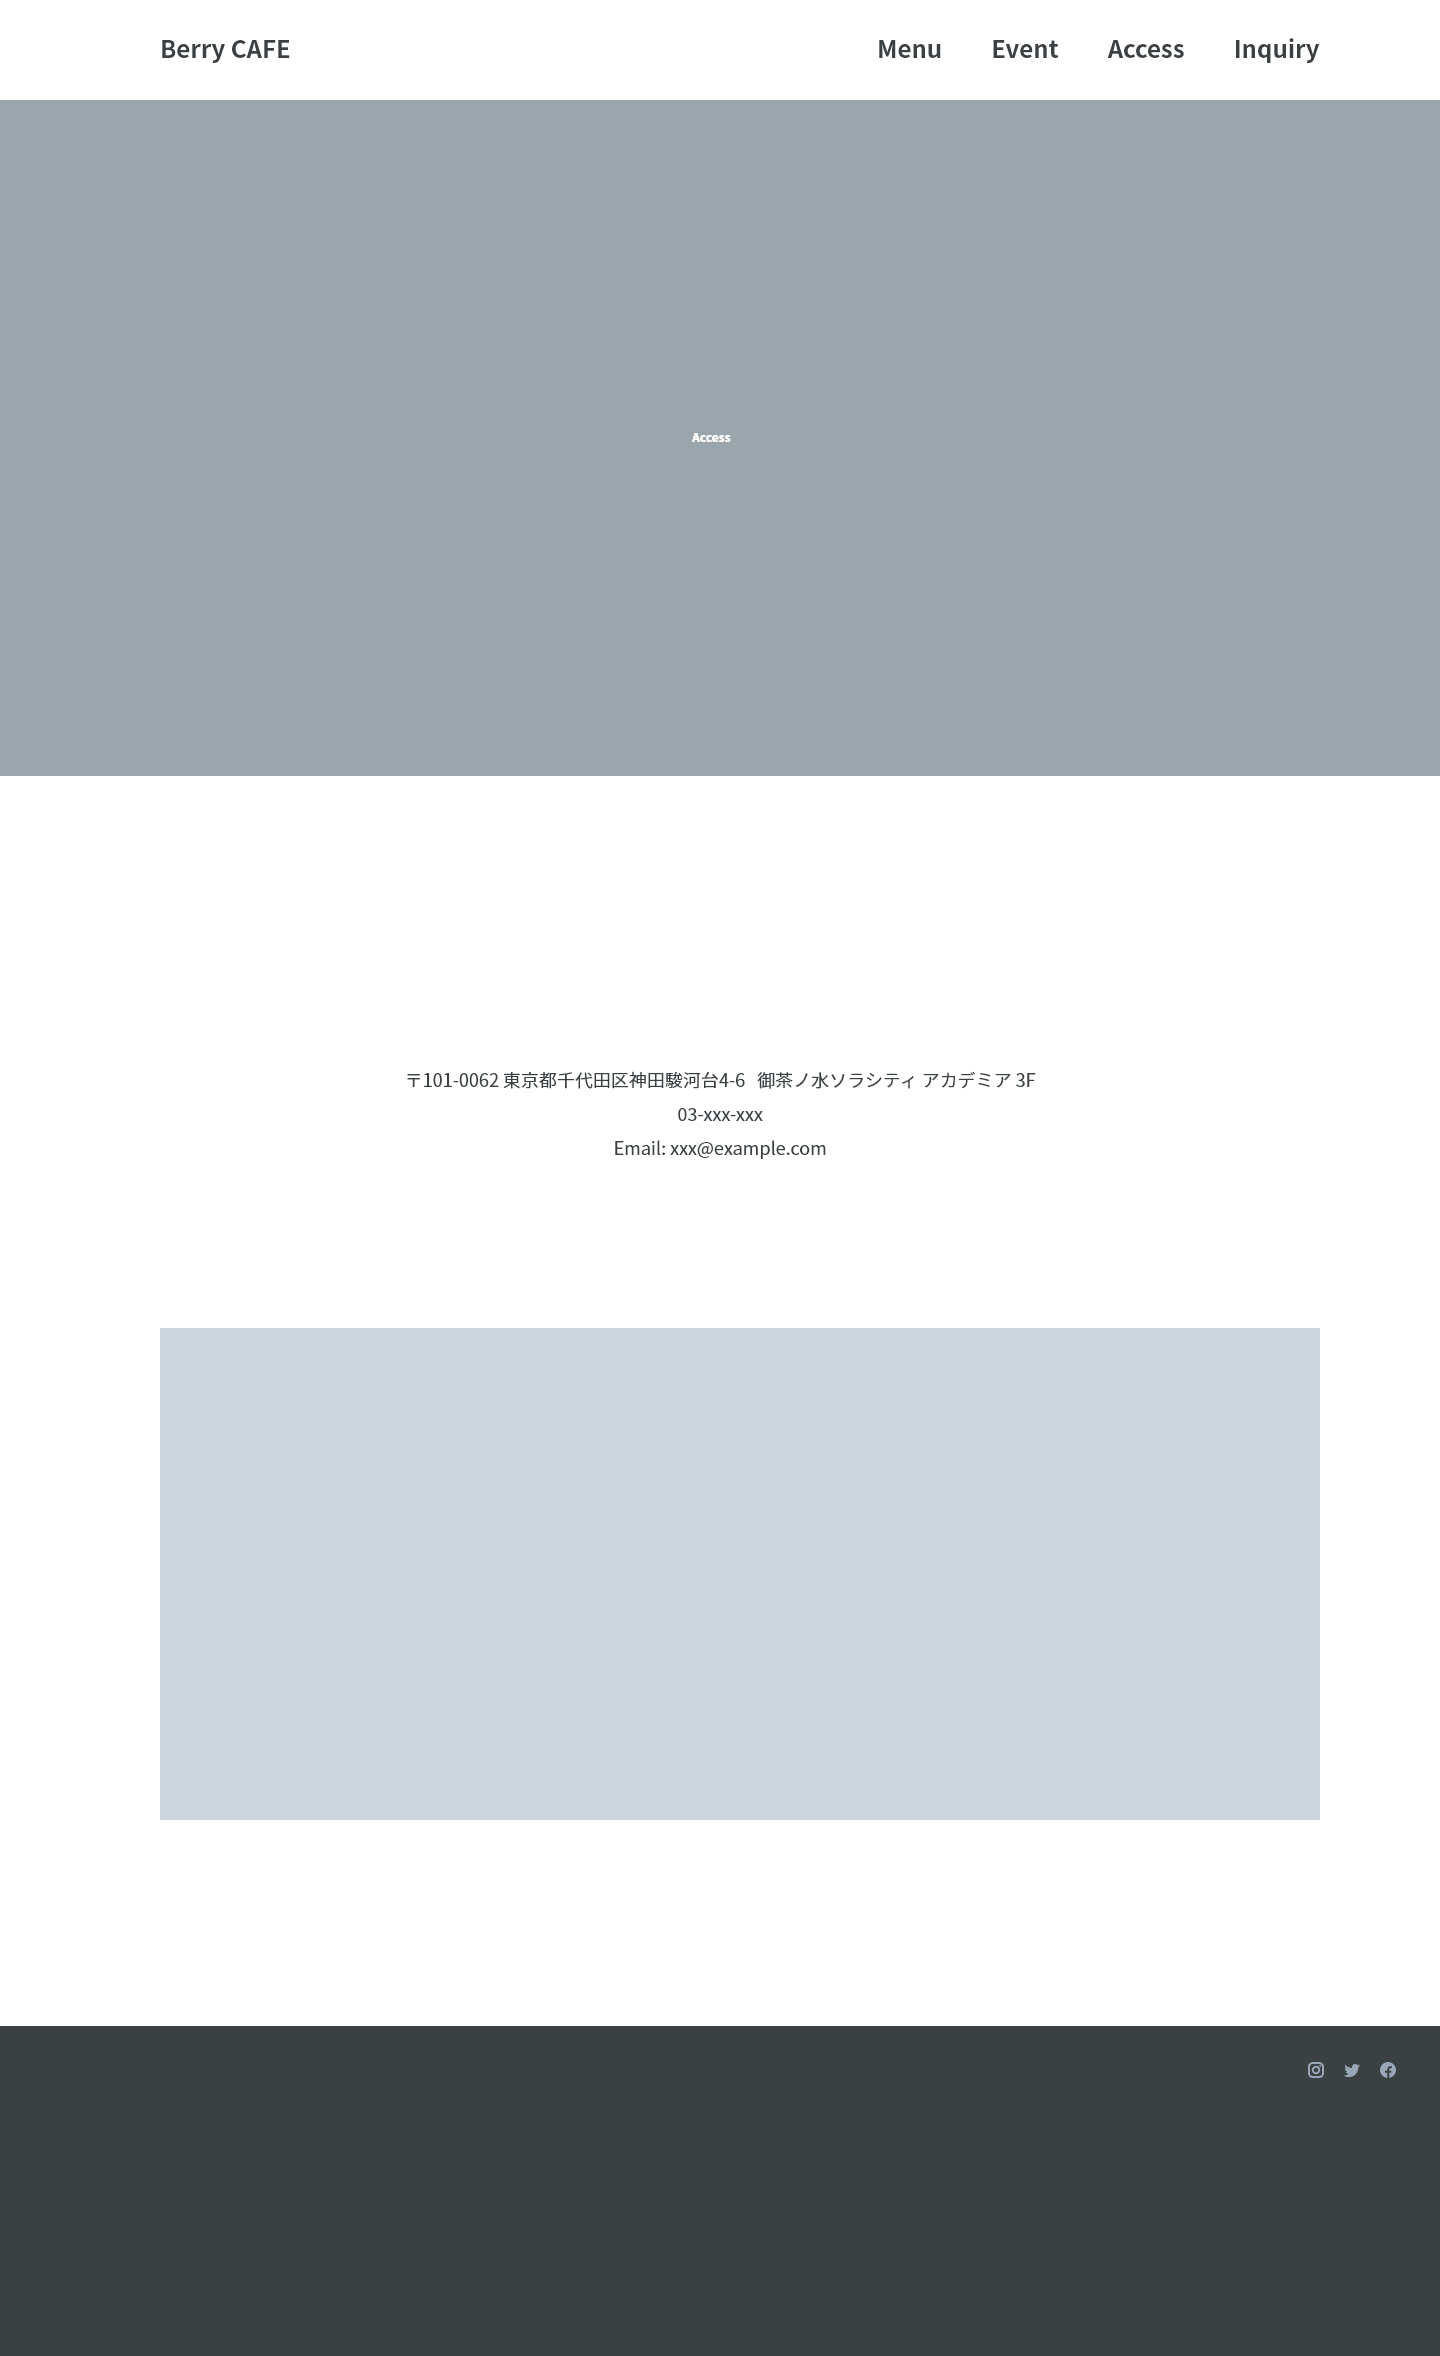 Berry CAFE
Menu Event Access Inquiry
Access
〒101-0062 東京都千代田区神田駿河台4-6 御茶ノ水ソラシティ アカデミア 3F
03-xxx-xxx
Email: xxx@example.com